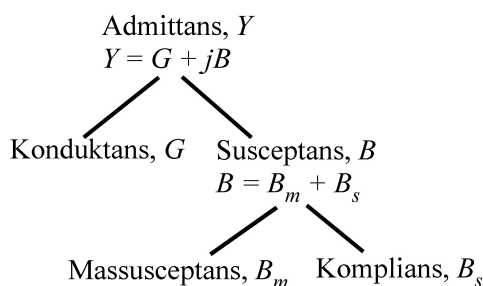 Admittans, Y
Y = G + jB
Konduktans, G
Susceptans, B
B = Bₘ + Bₛ
Massusceptans, Bₘ
Komplians, Bₛ